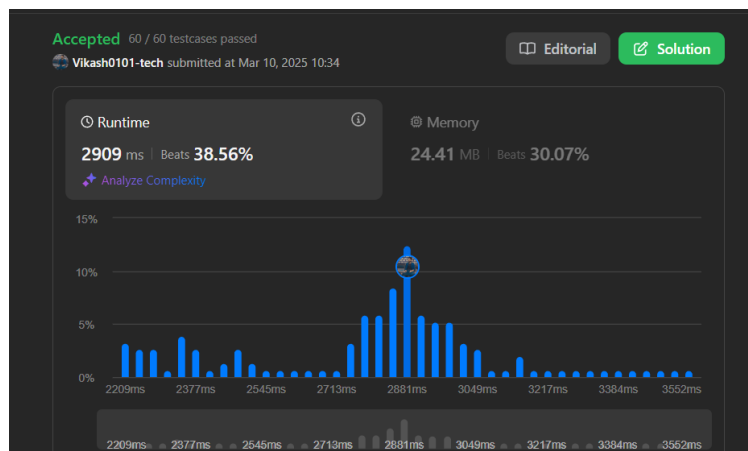 Accepted 60 / 60 testcases passed
Editorial
Solution
Vikash0101-tech submitted at Mar 10, 2025 10:34
Runtime
Memory
2909 ms | Beats 38.56%
24.41 MB | Beats 30.07%
Analyze Complexity
15%
10%
5%
0%
2209ms 2377ms 2545ms 2713ms 2881ms 3049ms 3217ms 3384ms 3552ms
2209ms 2377ms 2545ms 2713ms 2881ms 3049ms 3217ms 3384ms 3552ms